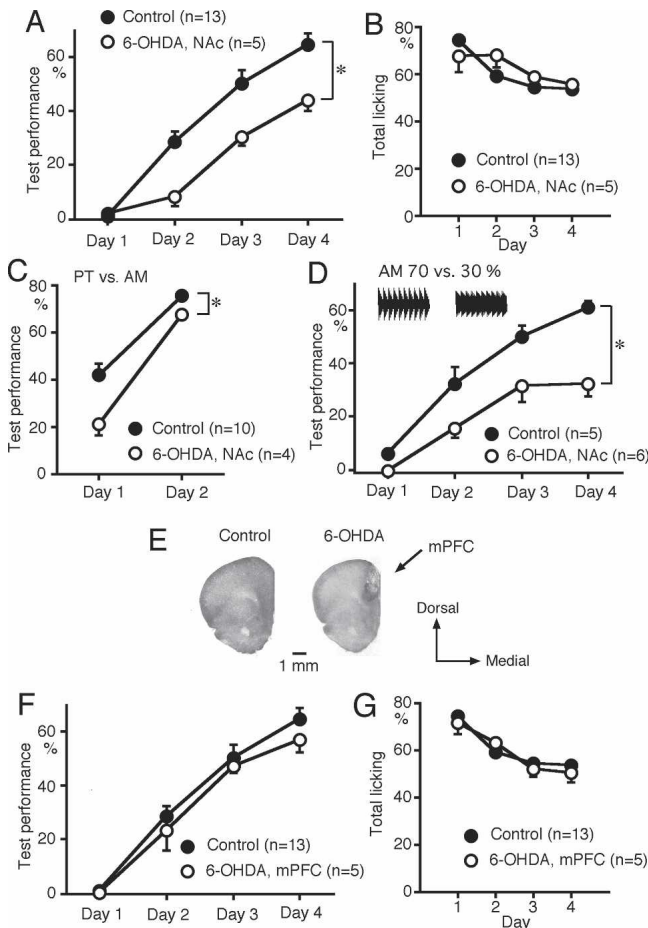 A
Control (n=13)
6-OHDA, NAc (n=5)
60
%
40
20
0
Test performance
*
Day 1 Day 2 Day 3 Day 4
B
80
%
60
40
0
Total licking
Control (n=13)
6-OHDA, NAc (n=5)
1 2 3 4
Day
C
PT vs. AM
80
%
60
40
20
0
Test performance
*
Control (n=10)
6-OHDA, NAc (n=4)
Day 1 Day 2
D
AM 70 vs. 30 %
60
%
40
20
0
Test performance
*
Control (n=5)
6-OHDA, NAc (n=6)
Day 1 Day 2 Day 3 Day 4
E
Control 6-OHDA
mPFC
1 mm
Dorsal
Medial
F
60
%
40
20
0
Test performance
Control (n=13)
6-OHDA, mPFC (n=5)
Day 1 Day 2 Day 3 Day 4
G
80
%
60
40
0
Total licking
Control (n=13)
6-OHDA, mPFC (n=5)
1 2 3 4
Day